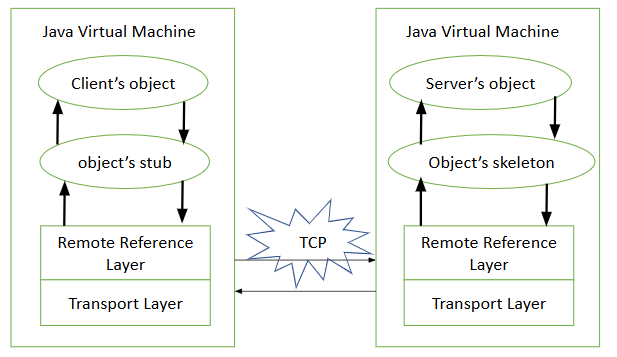 Java Virtual Machine
Client's object
object's stub
Remote Reference
Layer
Transport Layer
TCP
Java Virtual Machine
Server's object
Object's skeleton
Remote Reference
Layer
Transport Layer